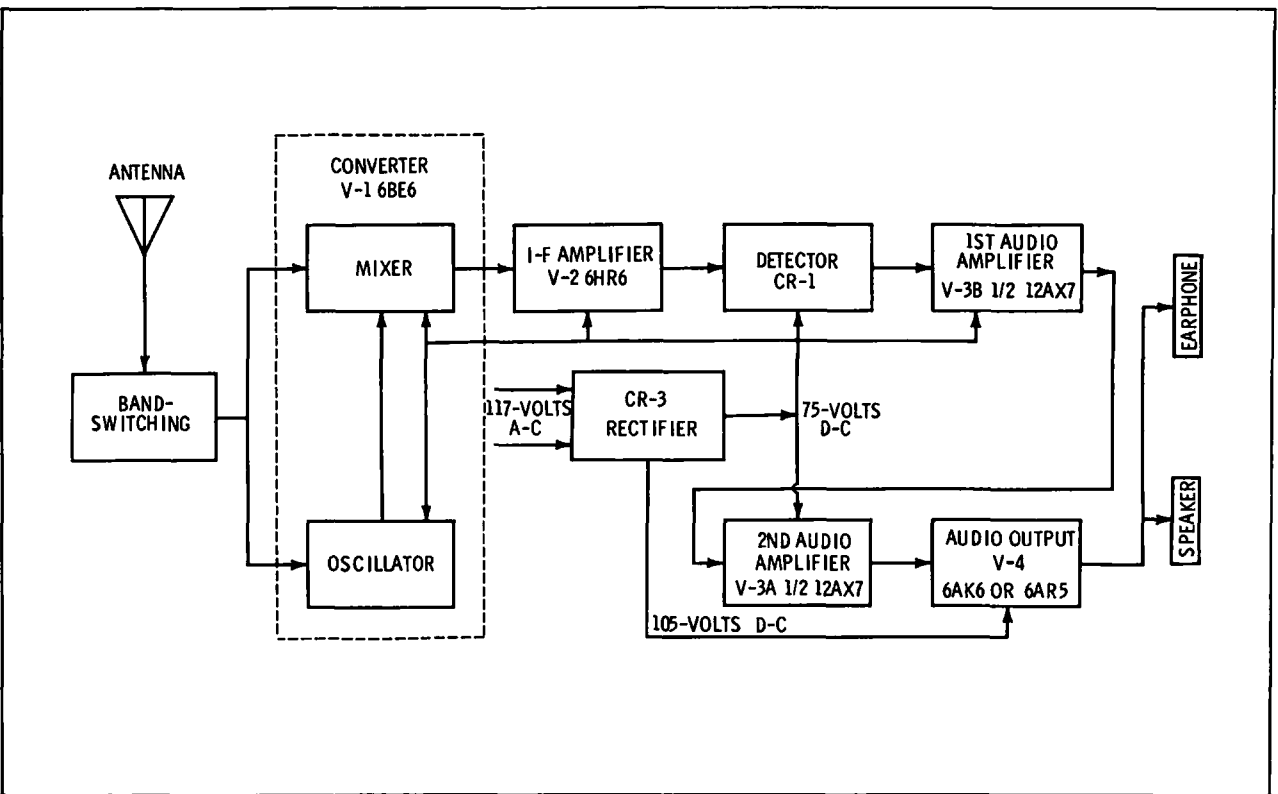 ANTENNA
CONVERTER
V-1 6BE6
MIXER
I-F AMPLIFIER
V-2 6HR6
DETECTOR
CR-1
1ST AUDIO
AMPLIFIER
V-3B 1/2 12AX7
EARPHONE
BAND-
SWITCHING
117-VOLTS
A-C
CR-3
RECTIFIER
75-VOLTS
D-C
OSCILLATOR
2ND AUDIO
AMPLIFIER
V-3A 1/2 12AX7
AUDIO OUTPUT
V-4
6AK6 OR 6AR5
SPEAKER
105-VOLTS D-C